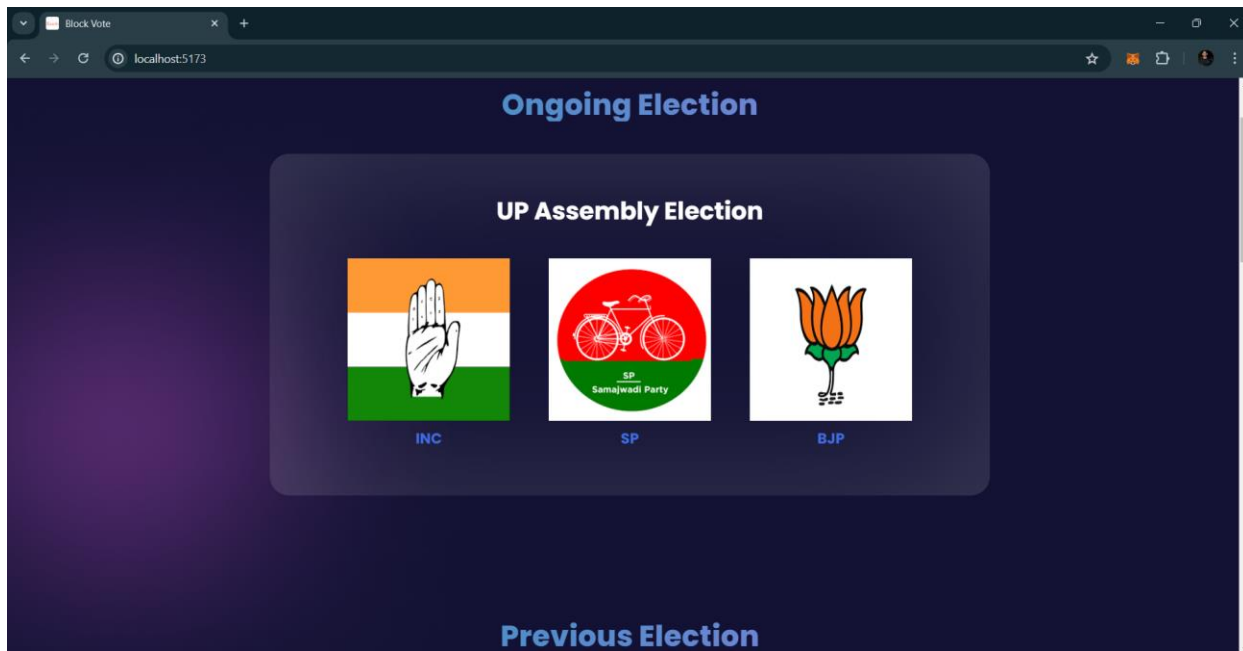 Block Vote
localhost:5173
Ongoing Election
UP Assembly Election
SP
Samajwadi Party
INC
SP
BJP
Previous Election